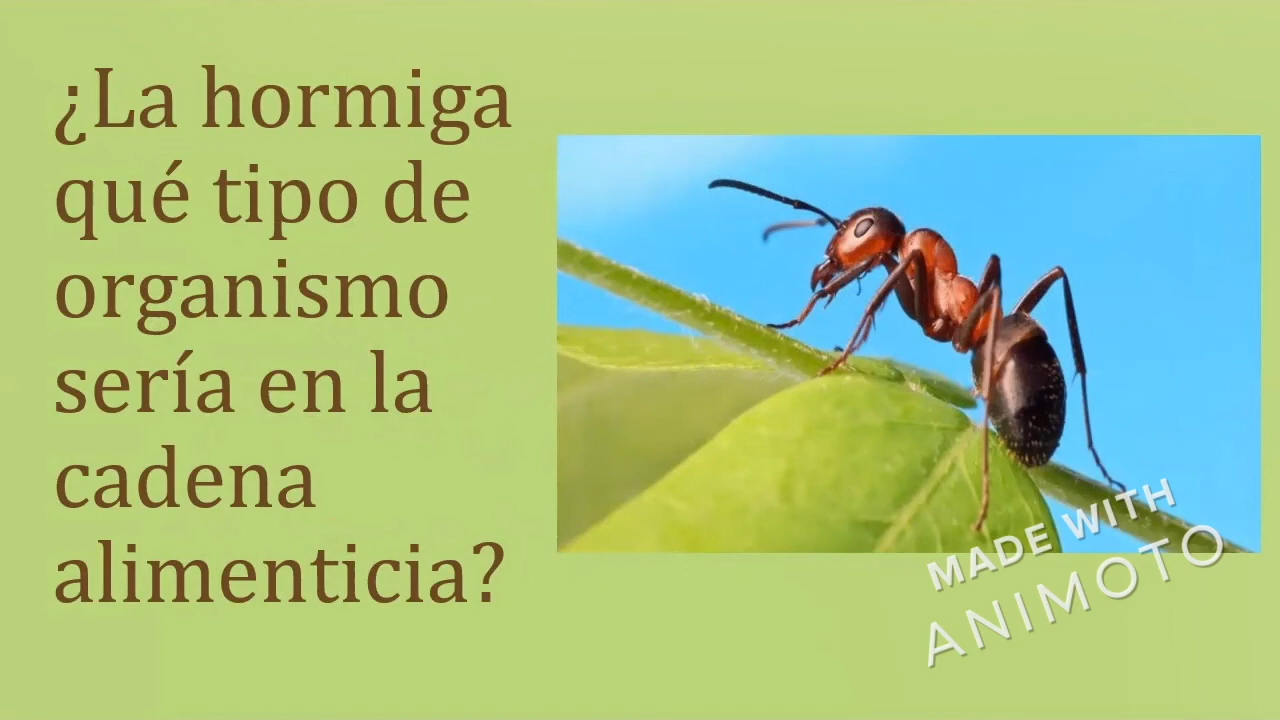 ¿La hormiga
qué tipo de
organismo
sería en la
cadena
alimenticia?
MADE WITH
ANIMOTO